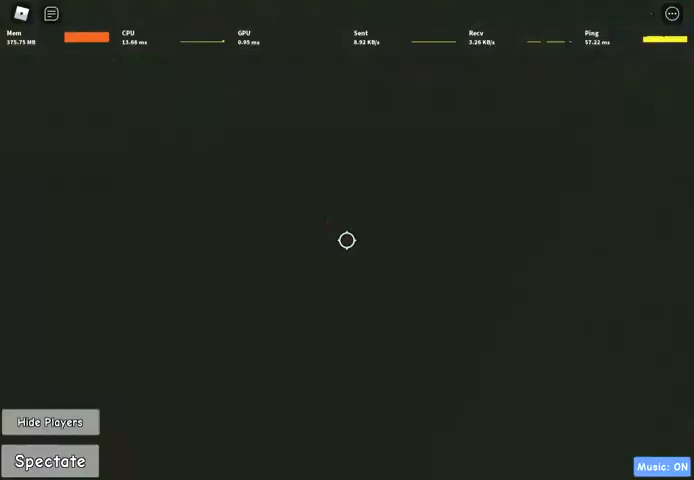 Mem CPU GPU Sent Recv Ping
375.75 MB 13.66 ms 0.95 ms 8.92 KB/s 3.26 KB/s 57.22 ms
Hide Players
Spectate
Music: ON